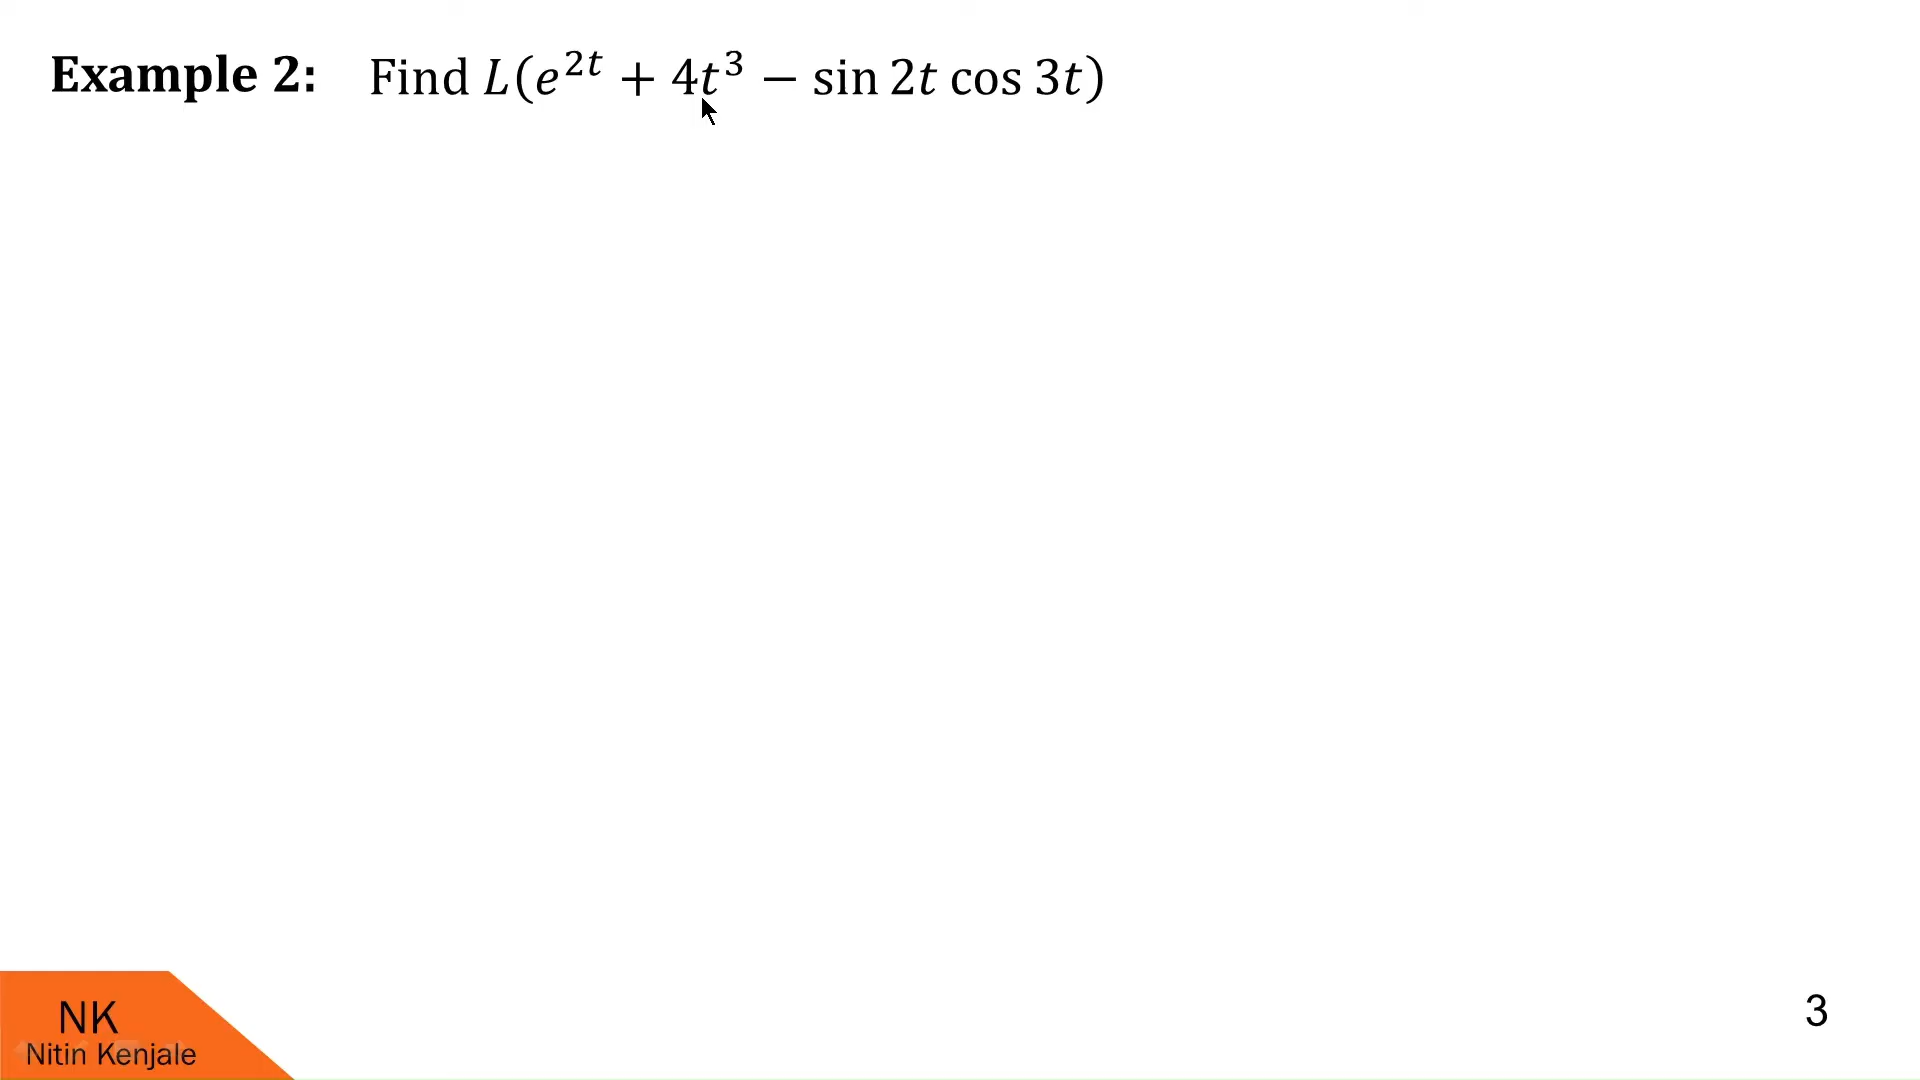 Example 2: Find L(e^{2t} + 4t^3 − sin 2t cos 3t)
NK
Nitin Kenjale
3